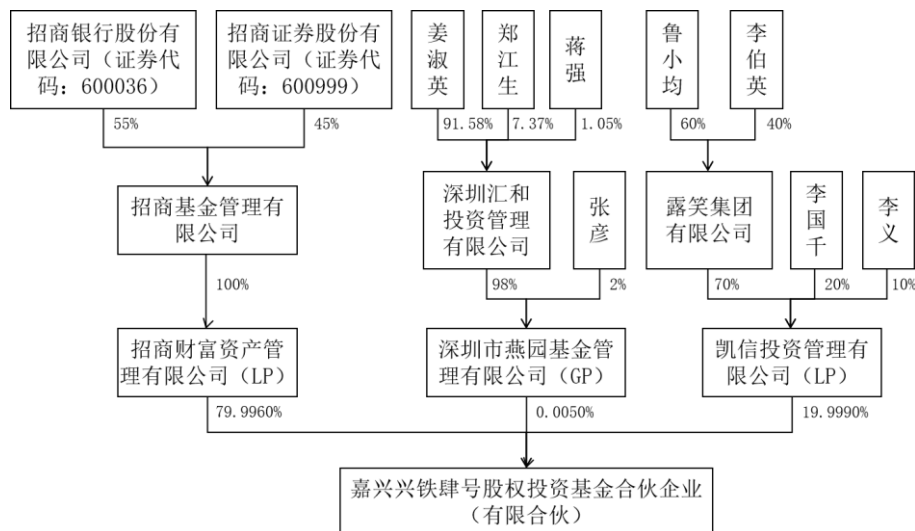 招商银行股份有
限公司（证券代
码：600036）
招商证券股份有
限公司（证券代
码：600999）
姜淑英
郑江生
蒋强
鲁小均
李伯英
55%
45%
91.58%
7.37%
1.05%
60%
40%
招商基金管理有
限公司
深圳汇和
投资管理
有限公司
张彦
露笑集团
有限公司
李国千
李义
100%
98%
2%
70%
20%
10%
招商财富资产管
理有限公司（LP）
深圳市燕园基金管
理有限公司（GP）
凯信投资管理有
限公司（LP）
79.9960%
0.0050%
19.9990%
嘉兴兴铁肆号股权投资基金合伙企业
（有限合伙）